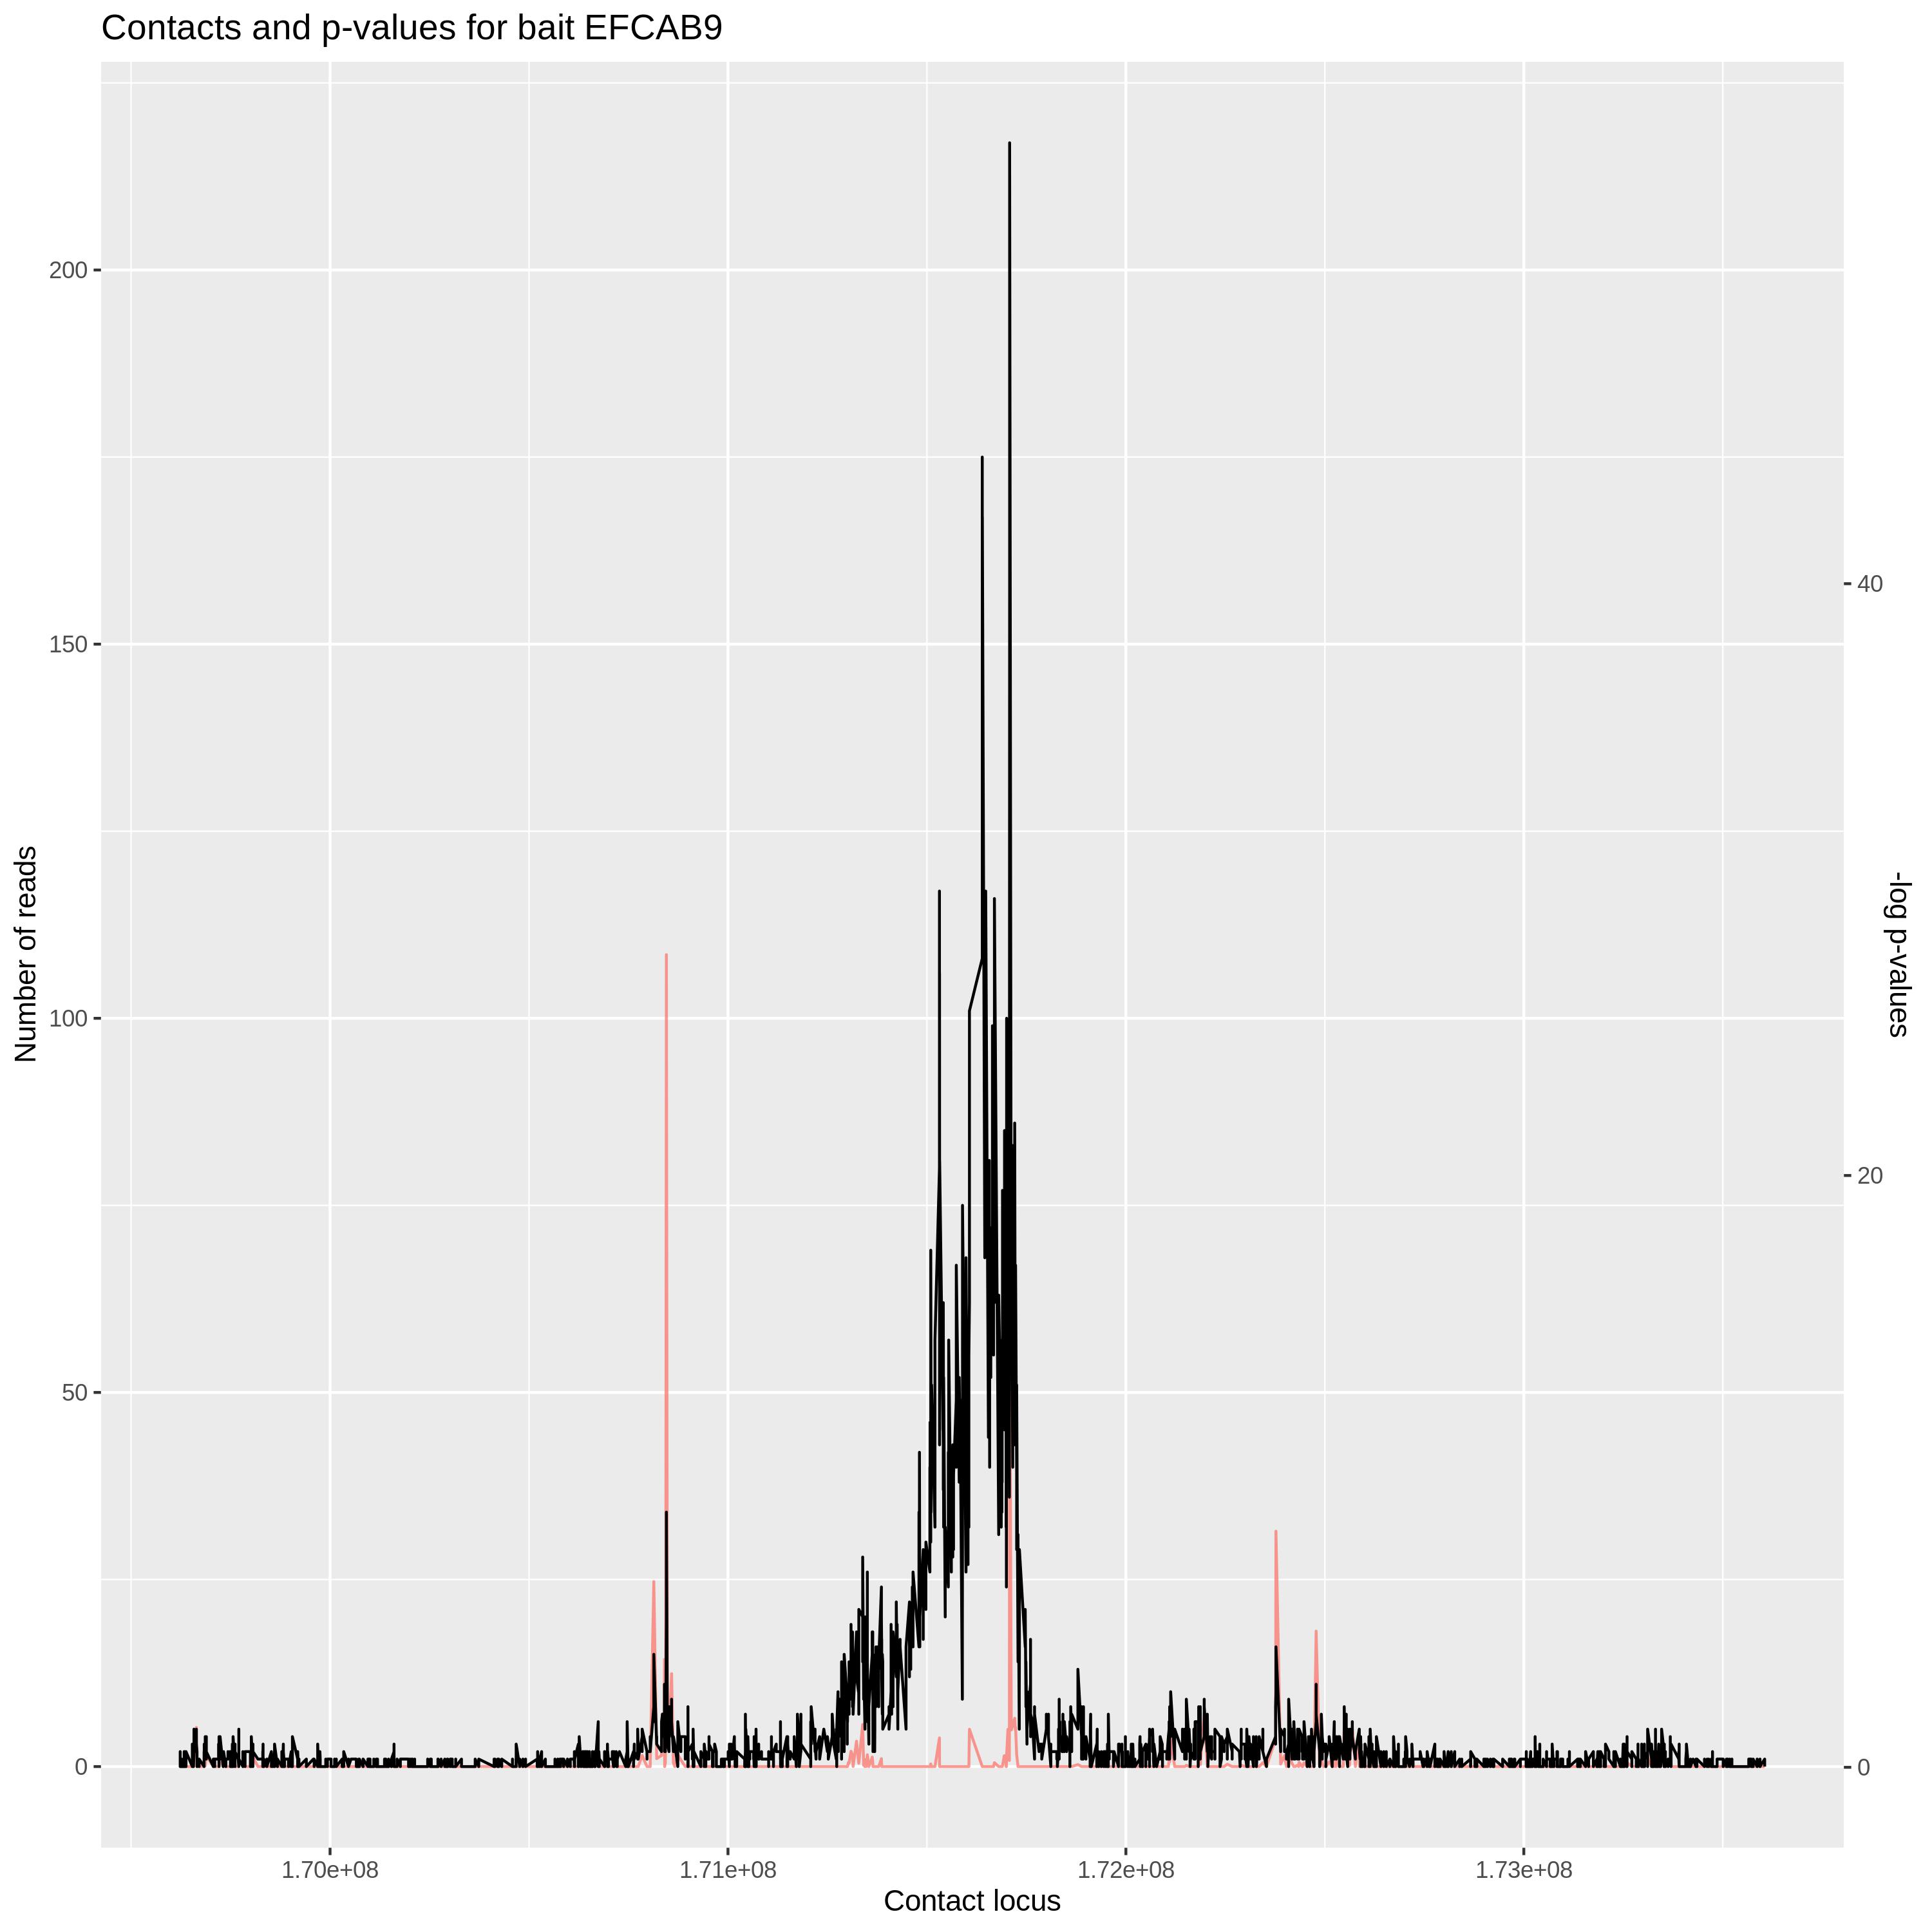 Contacts and p-values for bait EFCAB9
200
150
100
50
0
Number of reads
40
20
0
-log p-values
1.70e+08
1.71e+08
1.72e+08
1.73e+08
Contact locus